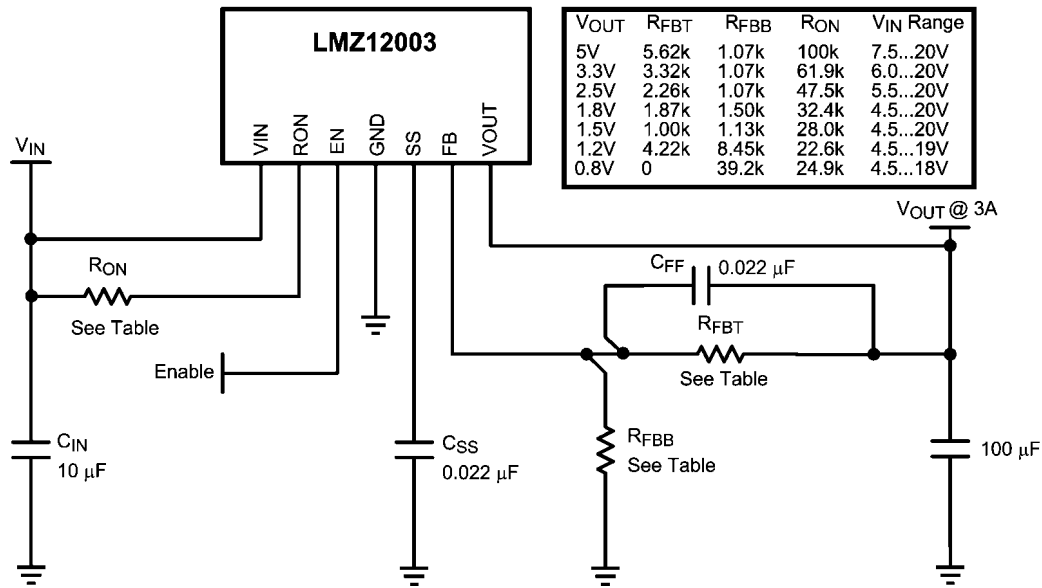 LMZ12003
VIN RON EN GND SS FB VOUT
VOUT RFBT RFBB RON VIN Range
5V 5.62k 1.07k 100k 7.5...20V
3.3V 3.32k 1.07k 61.9k 6.0...20V
2.5V 2.26k 1.07k 47.5k 5.5...20V
1.8V 1.87k 1.50k 32.4k 4.5...20V
1.5V 1.00k 1.13k 28.0k 4.5...20V
1.2V 4.22k 8.45k 22.6k 4.5...19V
0.8V 0 39.2k 24.9k 4.5...18V
VIN
VOUT @ 3A
RON
See Table
CFF 0.022 μF
RFBT
See Table
Enable
CIN
10 μF
CSS
0.022 μF
RFBB
See Table
100 μF